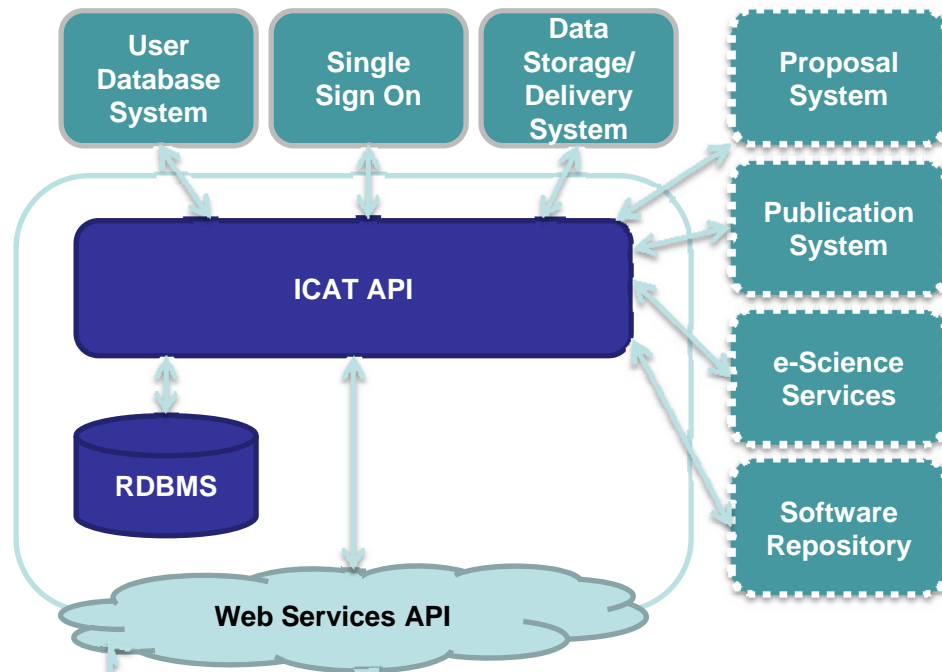 User
Database
System
Single
Sign On
Data
Storage/
Delivery
System
Proposal
System
Publication
System
ICAT API
e-Science
Services
RDBMS
Software
Repository
Web Services API